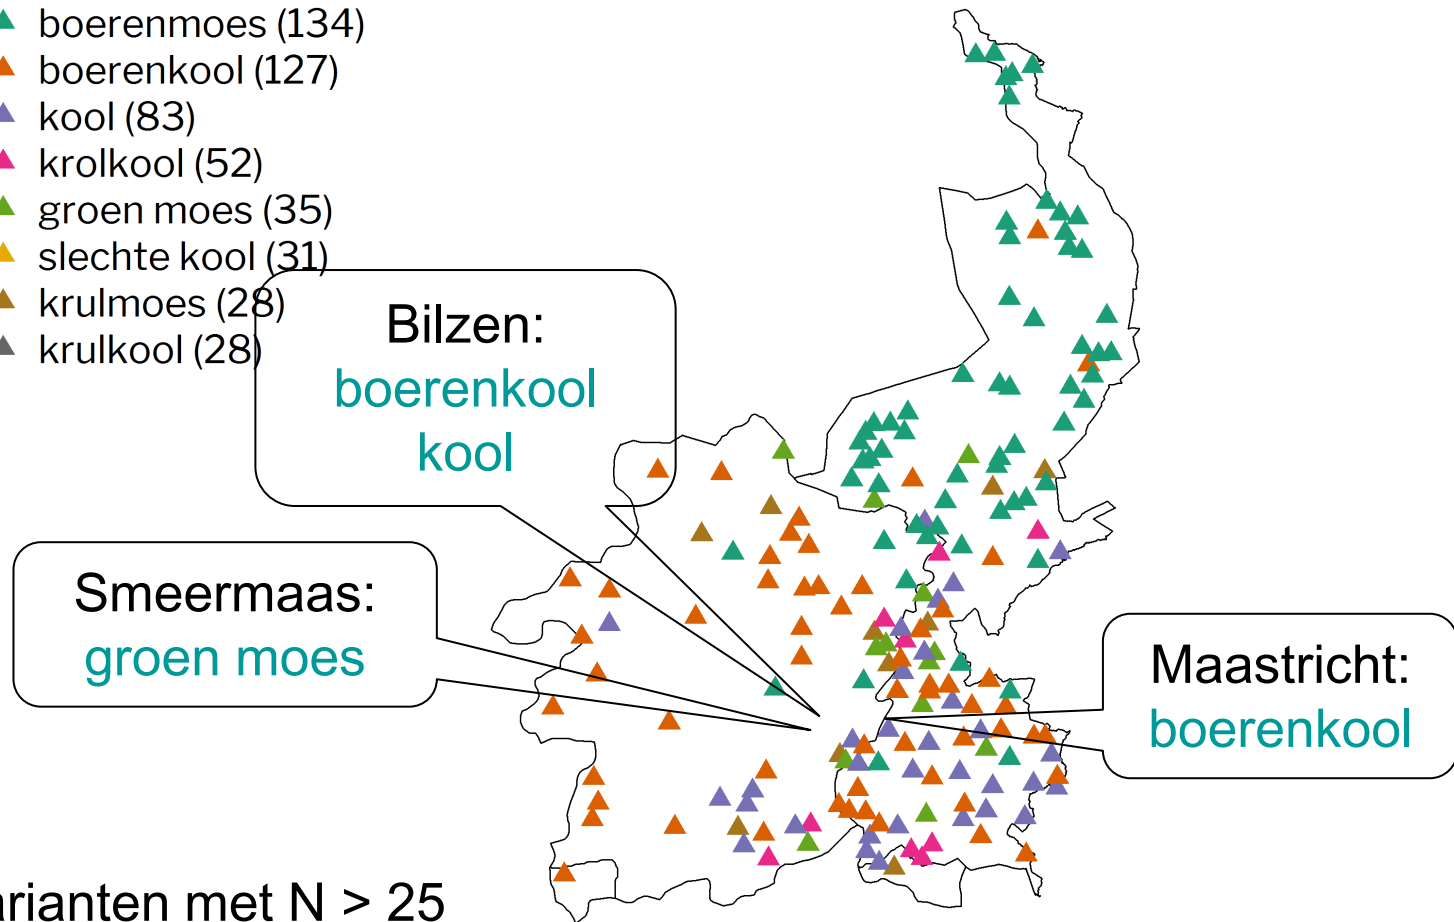 boerenmoes (134)
boerenkool (127)
kool (83)
krolkool (52)
groen moes (35)
slechte kool (31)
krulmoes (28)
krulkool (28)
Bilzen:
boerenkool
kool
Smeermaas:
groen moes
Maastricht:
boerenkool
arianten met N > 25